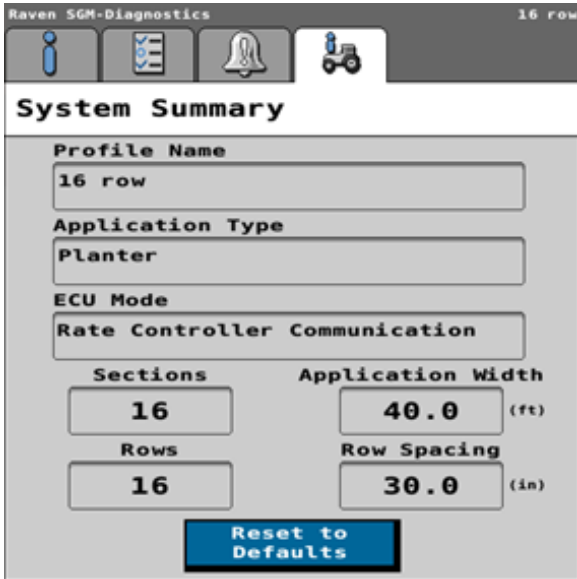 Raven SGM-Diagnostics 16 row
System Summary
Profile Name
16 row
Application Type
Planter
ECU Mode
Rate Controller Communication
Sections Application Width
16 40.0 (ft)
Rows Row Spacing
16 30.0 (in)
Reset to
Defaults